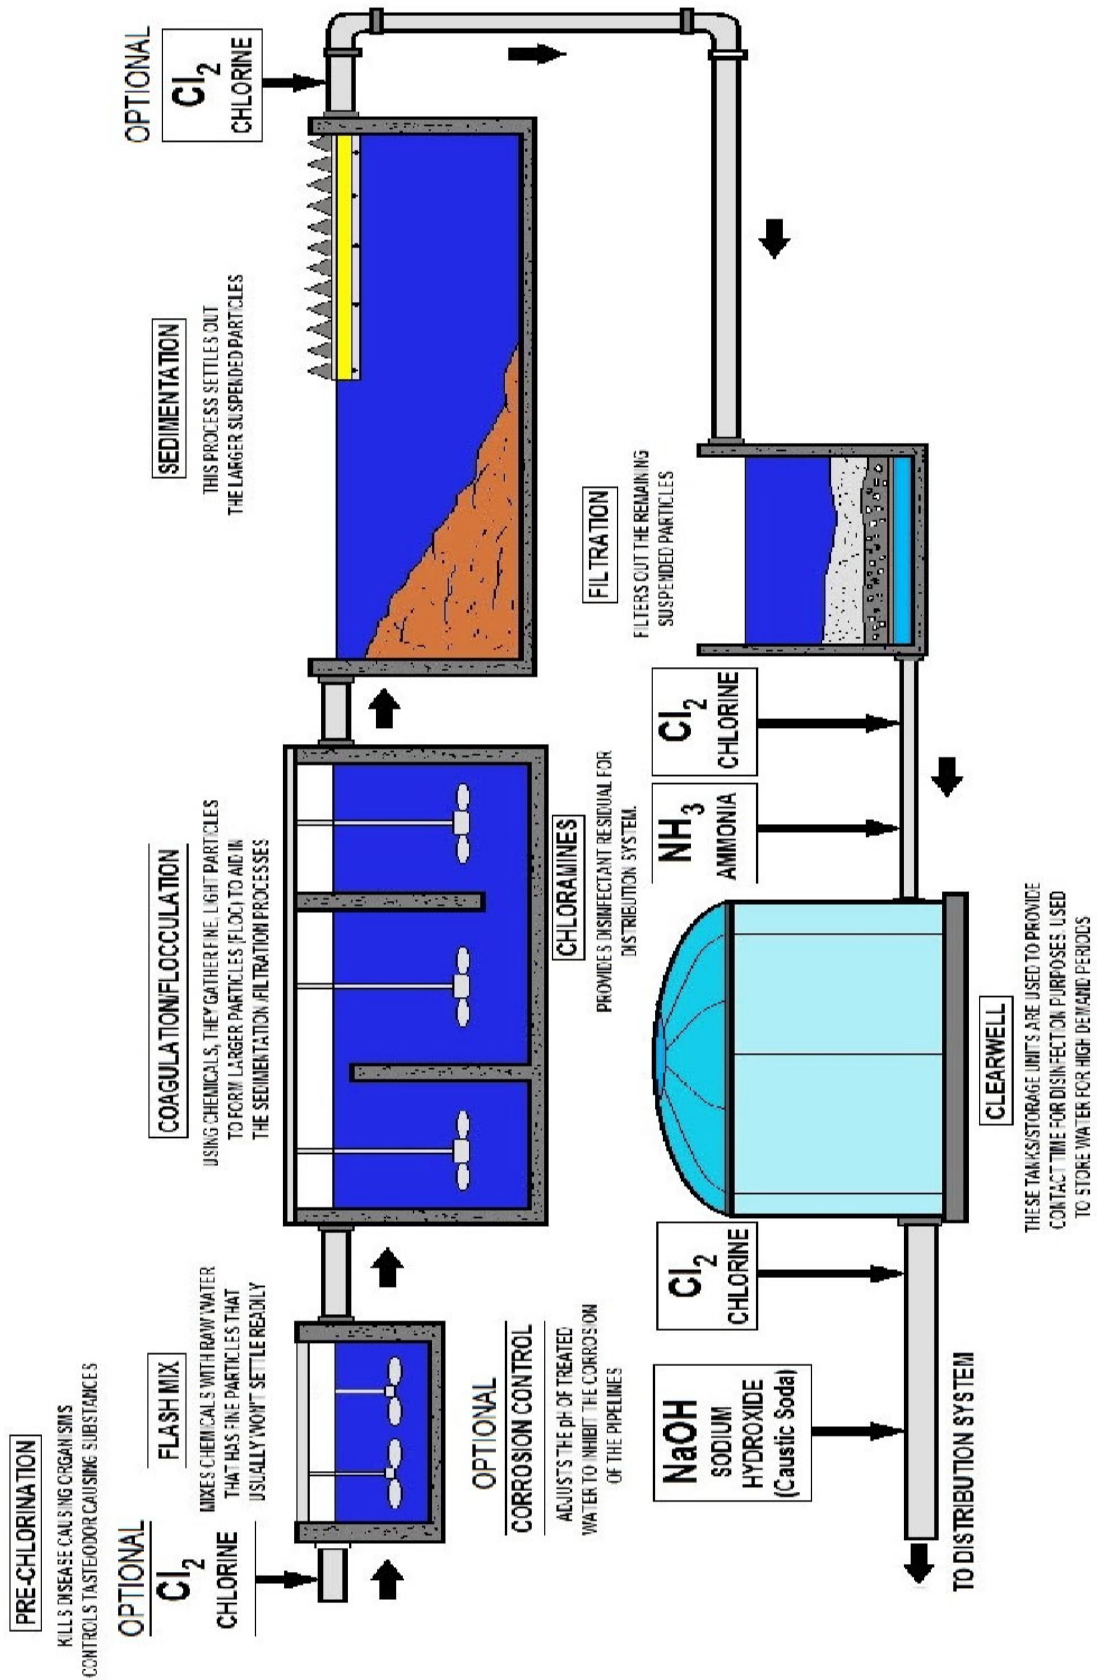 PRE-CHLORINATION
KILLS DISEASE CAUSING ORGANISMS
CONTROLS TASTE/ODOR CAUSING SUBSTANCES
OPTIONAL
Cl2
CHLORINE
FLASH MIX
MIXES CHEMICALS WITH RAW WATER
THAT HAS FINE PARTICLES THAT
USUALLY WON'T SETTLE READILY
COAGULATION/FLOCCULATION
USING CHEMICALS, THEY GATHER FINE, LIGHT PARTICLES
TO FORM LARGER PARTICLES (FLOC) TO AID IN
THE SEDIMENTATION/FILTRATION PROCESSES
SEDIMENTATION
THIS PROCESS SETTLES OUT
THE LARGER SUSPENDED PARTICLES
OPTIONAL
Cl2
CHLORINE
FILTRATION
FILTERS OUT THE REMAINING
SUSPENDED PARTICLES
Cl2
CHLORINE
NH3
AMMONIA
CHLORAMINES
PROVIDES DISINFECTANT RESIDUAL FOR
DISTRIBUTION SYSTEM.
CLEARWELL
THESE TANKS/STORAGE UNITS ARE USED TO PROVIDE
CONTACT TIME FOR DISINFECTION PURPOSES. USED
TO STORE WATER FOR HIGH DEMAND PERIODS
Cl2
CHLORINE
OPTIONAL
CORROSION CONTROL
ADJUSTS THE pH OF TREATED
WATER TO INHIBIT THE CORROSION
OF THE PIPELINES
NaOH
SODIUM
HYDROXIDE
(Caustic Soda)
TO DISTRIBUTION SYSTEM